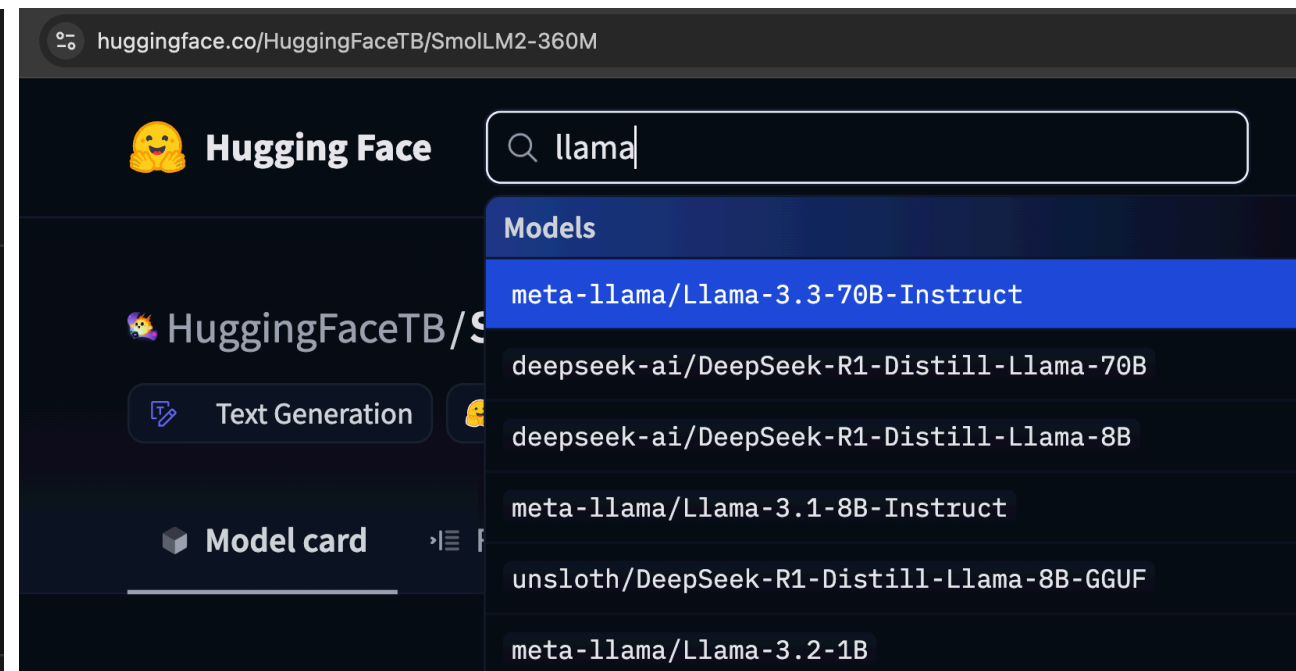 huggingface.co/HuggingFaceTB/SmolLM2-360M
Hugging Face
llama
Models
meta-llama/Llama-3.3-70B-Instruct
HuggingFaceTB/
deepseek-ai/DeepSeek-R1-Distill-Llama-70B
Text Generation
deepseek-ai/DeepSeek-R1-Distill-Llama-8B
meta-llama/Llama-3.1-8B-Instruct
Model card
unsloth/DeepSeek-R1-Distill-Llama-8B-GGUF
meta-llama/Llama-3.2-1B